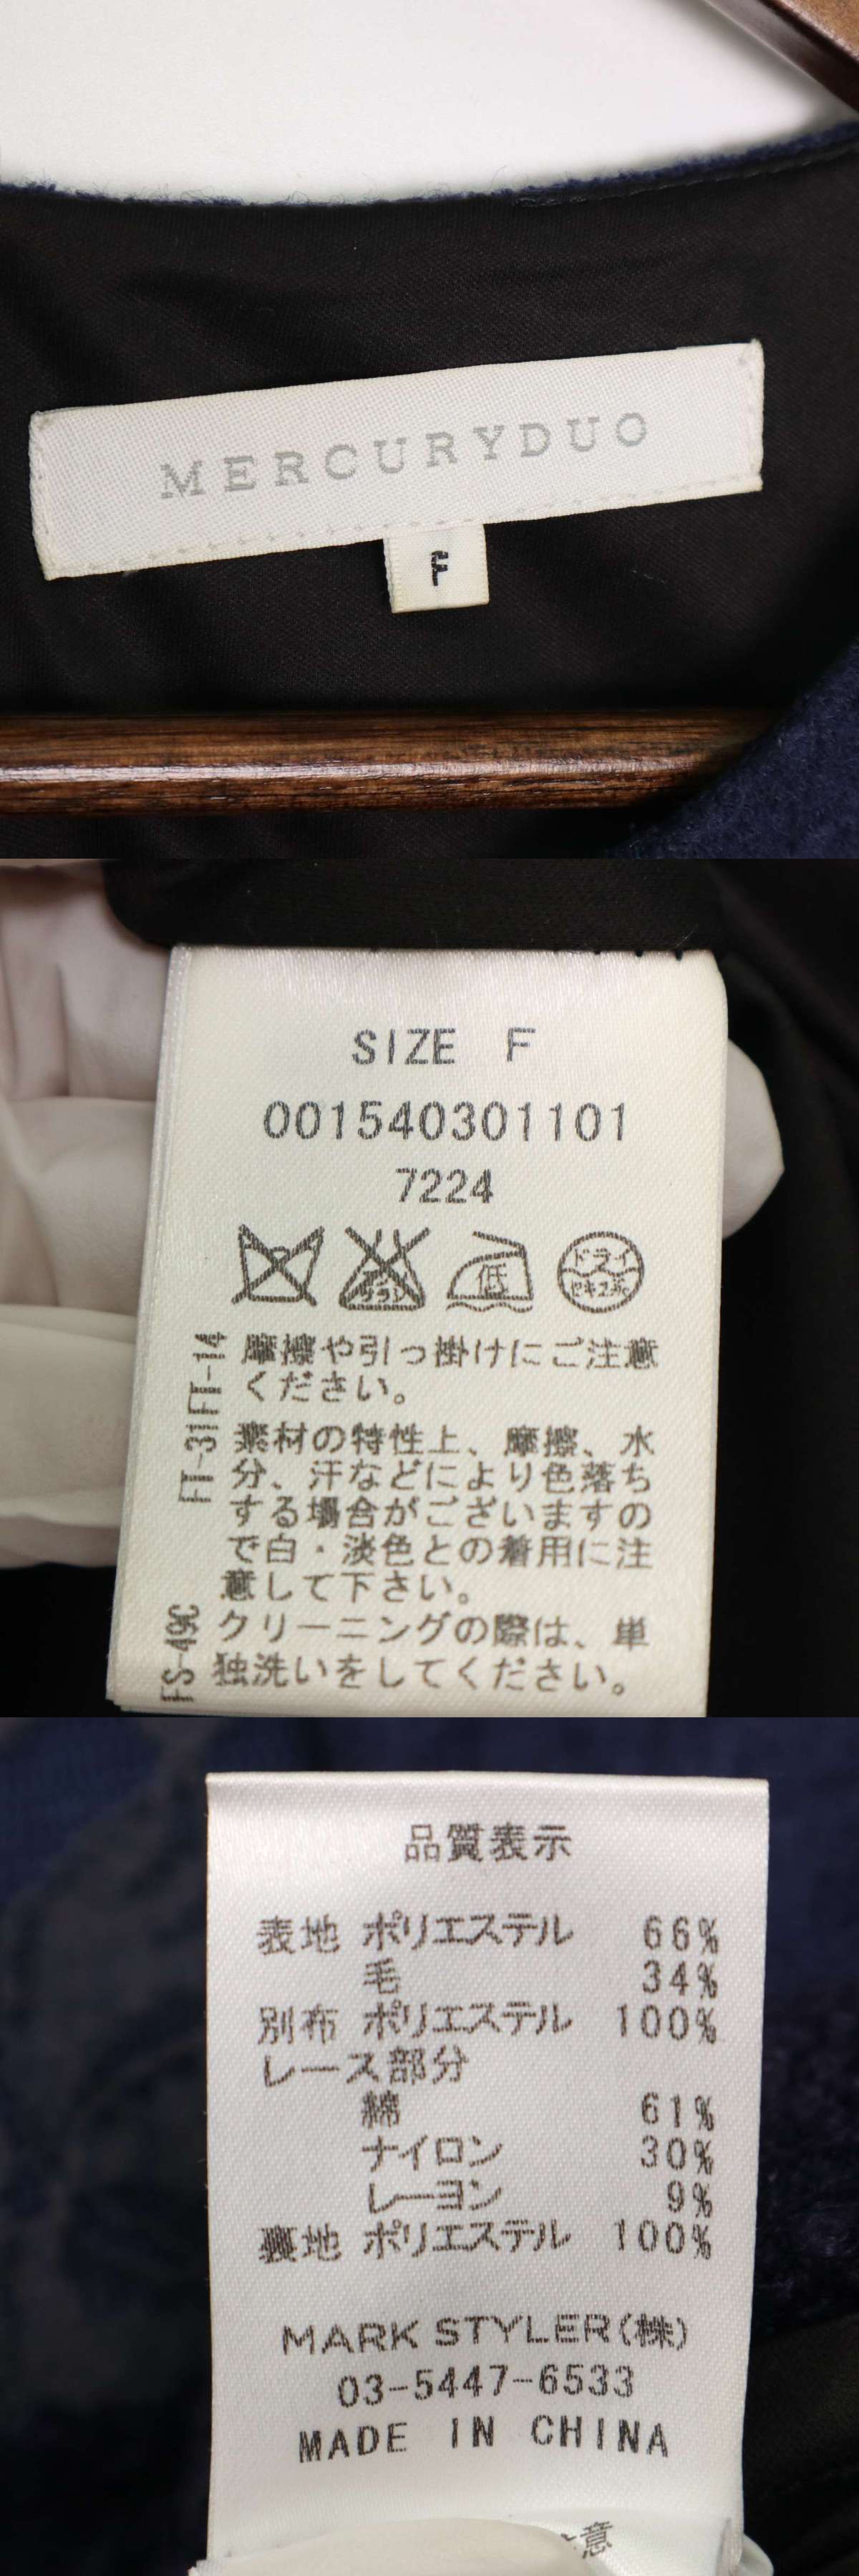 MERCURYDUO
F
SIZE F
001540301101
7224
低
ドライ
セキユ系
FT-31FT-14
摩擦や引っ掛けにご注意
ください。
素材の特性上、摩擦、水
分、汗などにより色落ち
する場合がございますの
で白・淡色との着用に注
意して下さい。
FS-49C
クリーニングの際は、単
独洗いをしてください。
品質表示
表地 ポリエステル 66%
毛 34%
別布 ポリエステル 100%
レース部分
綿 61%
ナイロン 30%
レーヨン 9%
裏地 ポリエステル 100%
MARK STYLER(株)
03-5447-6533
MADE IN CHINA
意